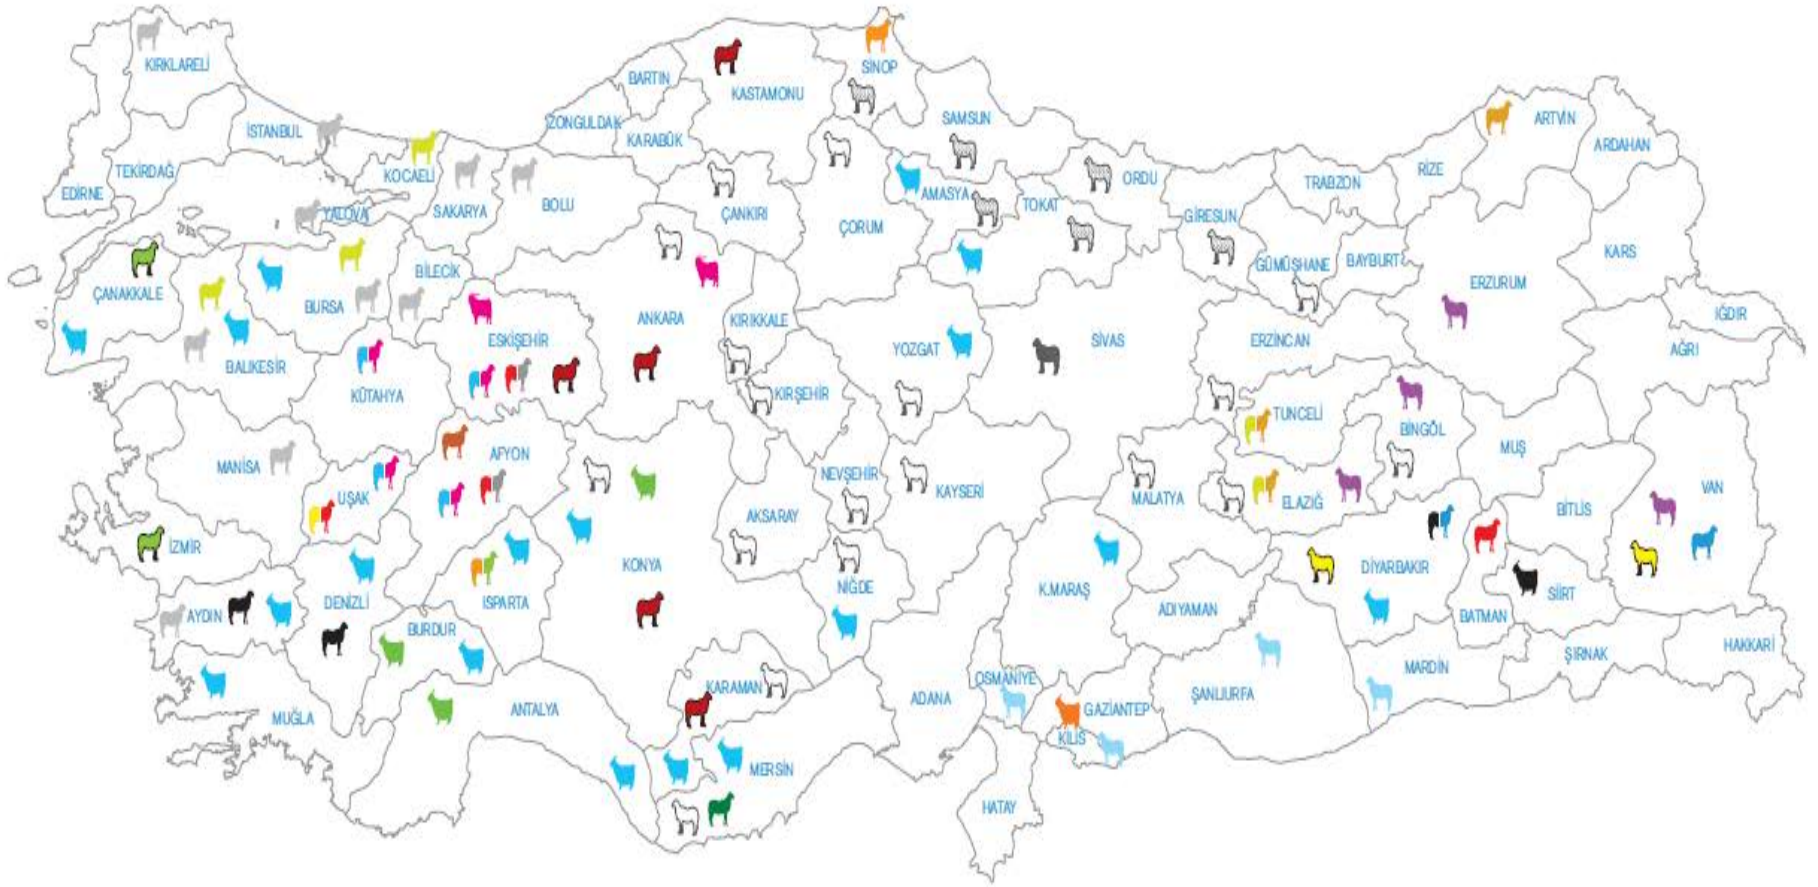 KIRKLARELİ
BARTIN
SİNOP
KASTAMONU
ZONGULDAK
İSTANBUL
KARABÜK
SAMSUN
ARTVİN
ARDAHAN
TEKİRDAĞ
EDİRNE
KOCAELİ
YALOVA
SAKARYA
BOLU
ÇANKIRI
ÇORUM
AMASYA
TOKAT
ORDU
GİRESUN
TRABZON
RİZE
GÜMÜŞHANE
BAYBURT
ERZURUM
KARS
IĞDIR
AĞRI
ÇANAKKALE
BALIKESİR
BURSA
BİLECİK
ESKİŞEHİR
ANKARA
KIRIKKALE
YOZGAT
SİVAS
ERZİNCAN
KÜTAHYA
KIRŞEHİR
TUNCELİ
BİNGÖL
MUŞ
MANİSA
UŞAK
AFYON
NEVŞEHİR
KAYSERİ
MALATYA
ELAZIĞ
BİTLİS
VAN
İZMİR
AYDIN
DENİZLİ
ISPARTA
KONYA
AKSARAY
NİĞDE
K.MARAŞ
ADIYAMAN
DİYARBAKIR
BATMAN
SİİRT
BURDUR
MUĞLA
ANTALYA
KARAMAN
MERSİN
ADANA
OSMANİYE
GAZİANTEP
KİLİS
ŞANLIURFA
MARDİN
ŞIRNAK
HAKKARİ
HATAY